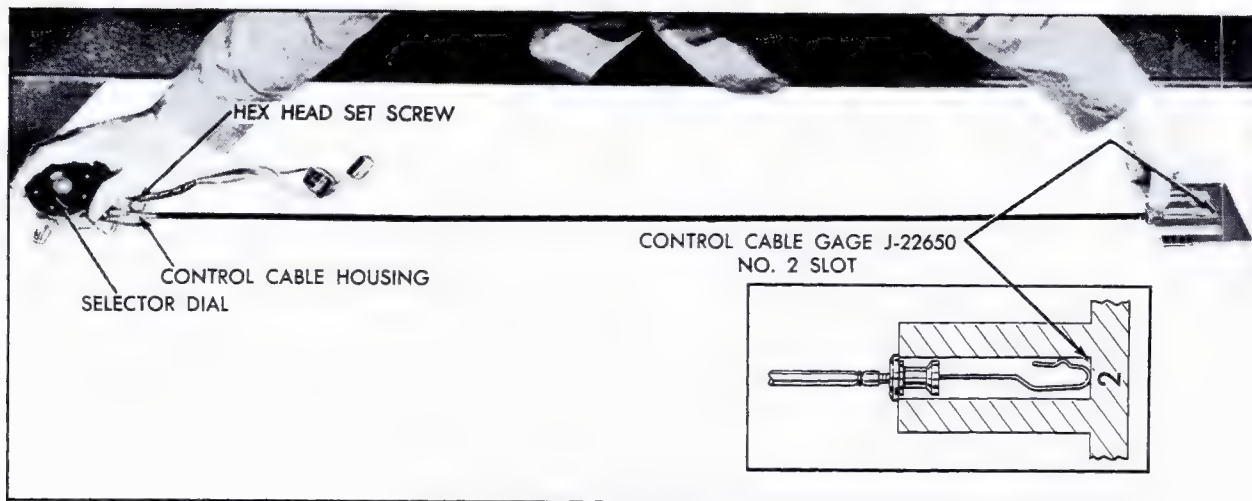 HEX HEAD SET SCREW
CONTROL CABLE GAGE J-22650
NO. 2 SLOT
CONTROL CABLE HOUSING
SELECTOR DIAL
2